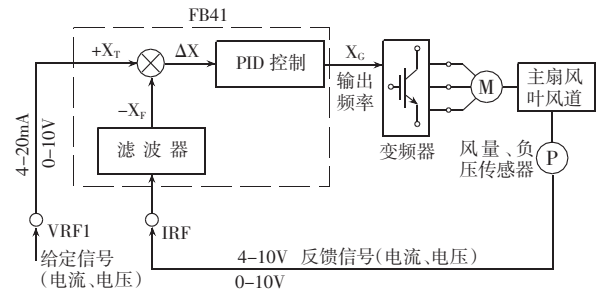 FB41
+X_T
ΔX
PID 控制
X_G
输出
频率
M
主扇风
叶风道
-X_F
滤 波 器
变频器
风量、负
压传感器
P
4-20mA
0-10V
VRF1
IRF
给定信号
(电流、电压)
4-10V 反馈信号(电流、电压)
0-10V